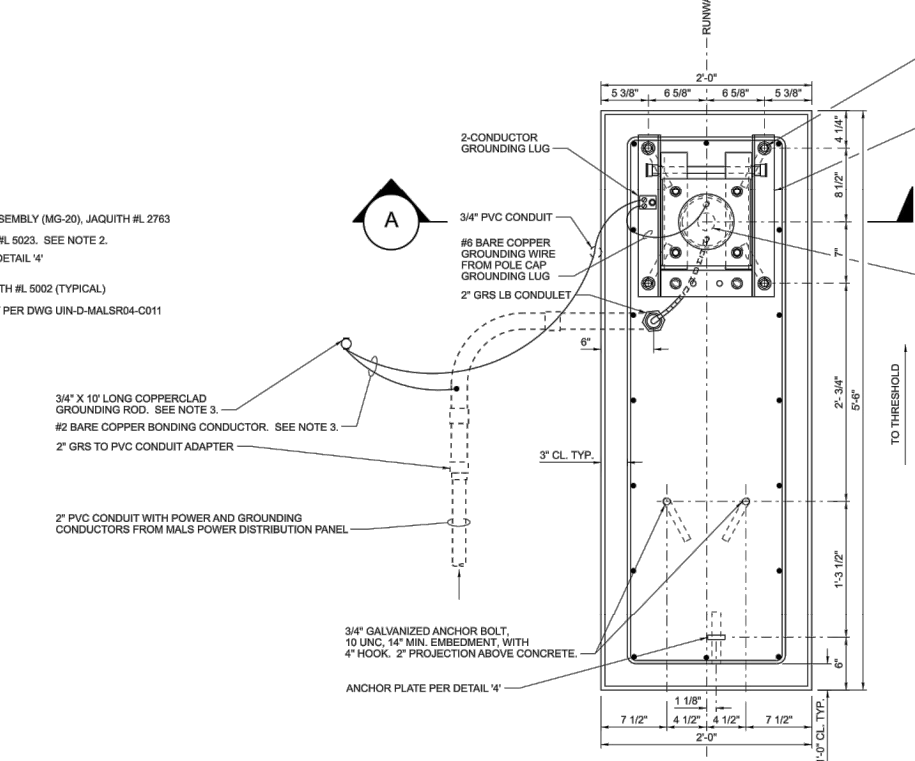 RUNWA
2'-0"
5 3/8"
6 5/8"
6 5/8"
5 3/8"
4 1/4"
2-CONDUCTOR
GROUNDING LUG
8 1/2"
SEMBLY (MG-20), JAQUITH #L 2763
A
3/4" PVC CONDUIT
#L 5023. SEE NOTE 2.
#6 BARE COPPER
GROUNDING WIRE
FROM POLE CAP
GROUNDING LUG
7"
DETAIL '4'
TH #L 5002 (TYPICAL)
2" GRS LB CONDULET
PER DWG UIN-D-MALSR04-C011
6"
2'- 3/4"
5'-6"
TO THRESHOLD
3/4" X 10' LONG COPPERCLAD
GROUNDING ROD. SEE NOTE 3.
#2 BARE COPPER BONDING CONDUCTOR. SEE NOTE 3.
2" GRS TO PVC CONDUIT ADAPTER
3" CL. TYP.
2" PVC CONDUIT WITH POWER AND GROUNDING
CONDUCTORS FROM MALS POWER DISTRIBUTION PANEL
1'-3 1/2"
3/4" GALVANIZED ANCHOR BOLT,
10 UNC, 14" MIN. EMBEDMENT, WITH
4" HOOK. 2" PROJECTION ABOVE CONCRETE.
6"
ANCHOR PLATE PER DETAIL '4'
1 1/8"
7 1/2"
4 1/2"
4 1/2"
7 1/2"
2'-0"
1'-0" CL. TYP.